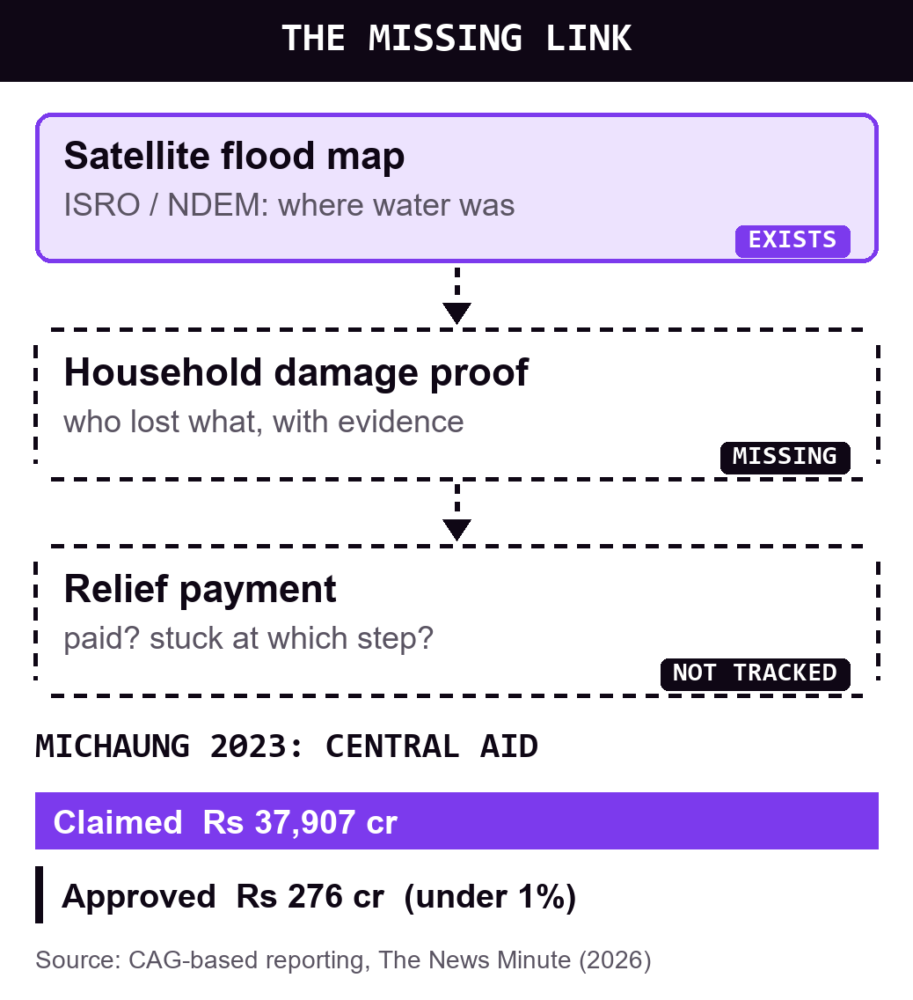 THE MISSING LINK
Satellite flood map
ISRO / NDEM: where water was
EXISTS
Household damage proof
who lost what, with evidence
MISSING
Relief payment
paid? stuck at which step?
NOT TRACKED
MICHAUNG 2023: CENTRAL AID
Claimed  Rs 37,907 cr
Approved  Rs 276 cr  (under 1%)
Source: CAG-based reporting, The News Minute (2026)